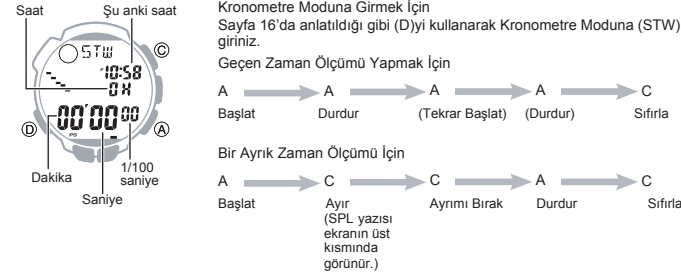 Saat
Şu anki saat
STW
P 10:58
0 H
00'00 00
PS
C
D
A
Dakika
1/100
saniye
Saniye
Kronometre Moduna Girmek İçin
Sayfa 16'da anlatıldığı gibi (D)yi kullanarak Kronometre Moduna (STW)
giriniz.
Geçen Zaman Ölçümü Yapmak İçin
A A A A C
Başlat Durdur (Tekrar Başlat) (Durdur) Sıfırla
Bir Ayrık Zaman Ölçümü İçin
A C C A C
Başlat Ayır Ayrımı Bırak Durdur Sıfırla
(SPL yazısı
ekranın üst
kısmında
görünür.)